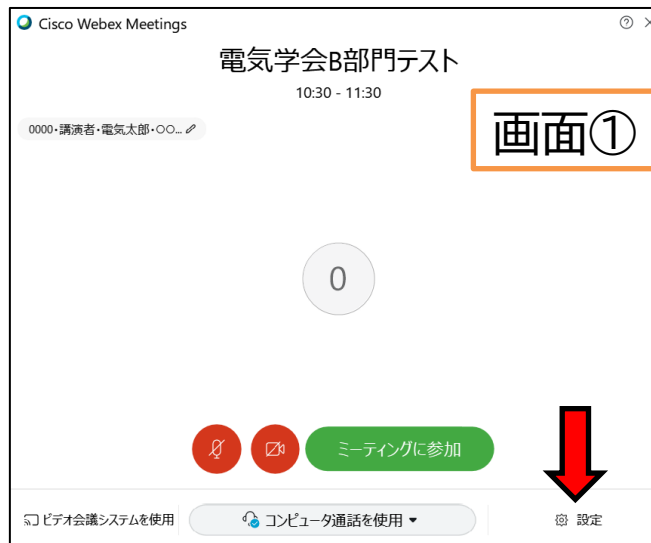 Cisco Webex Meetings
電気学会B部門テスト
10:30 - 11:30
0000・講演者・電気太郎・○○...
画面①
0
ミーティングに参加
ビデオ会議システムを使用
コンピュータ通話を使用
設定